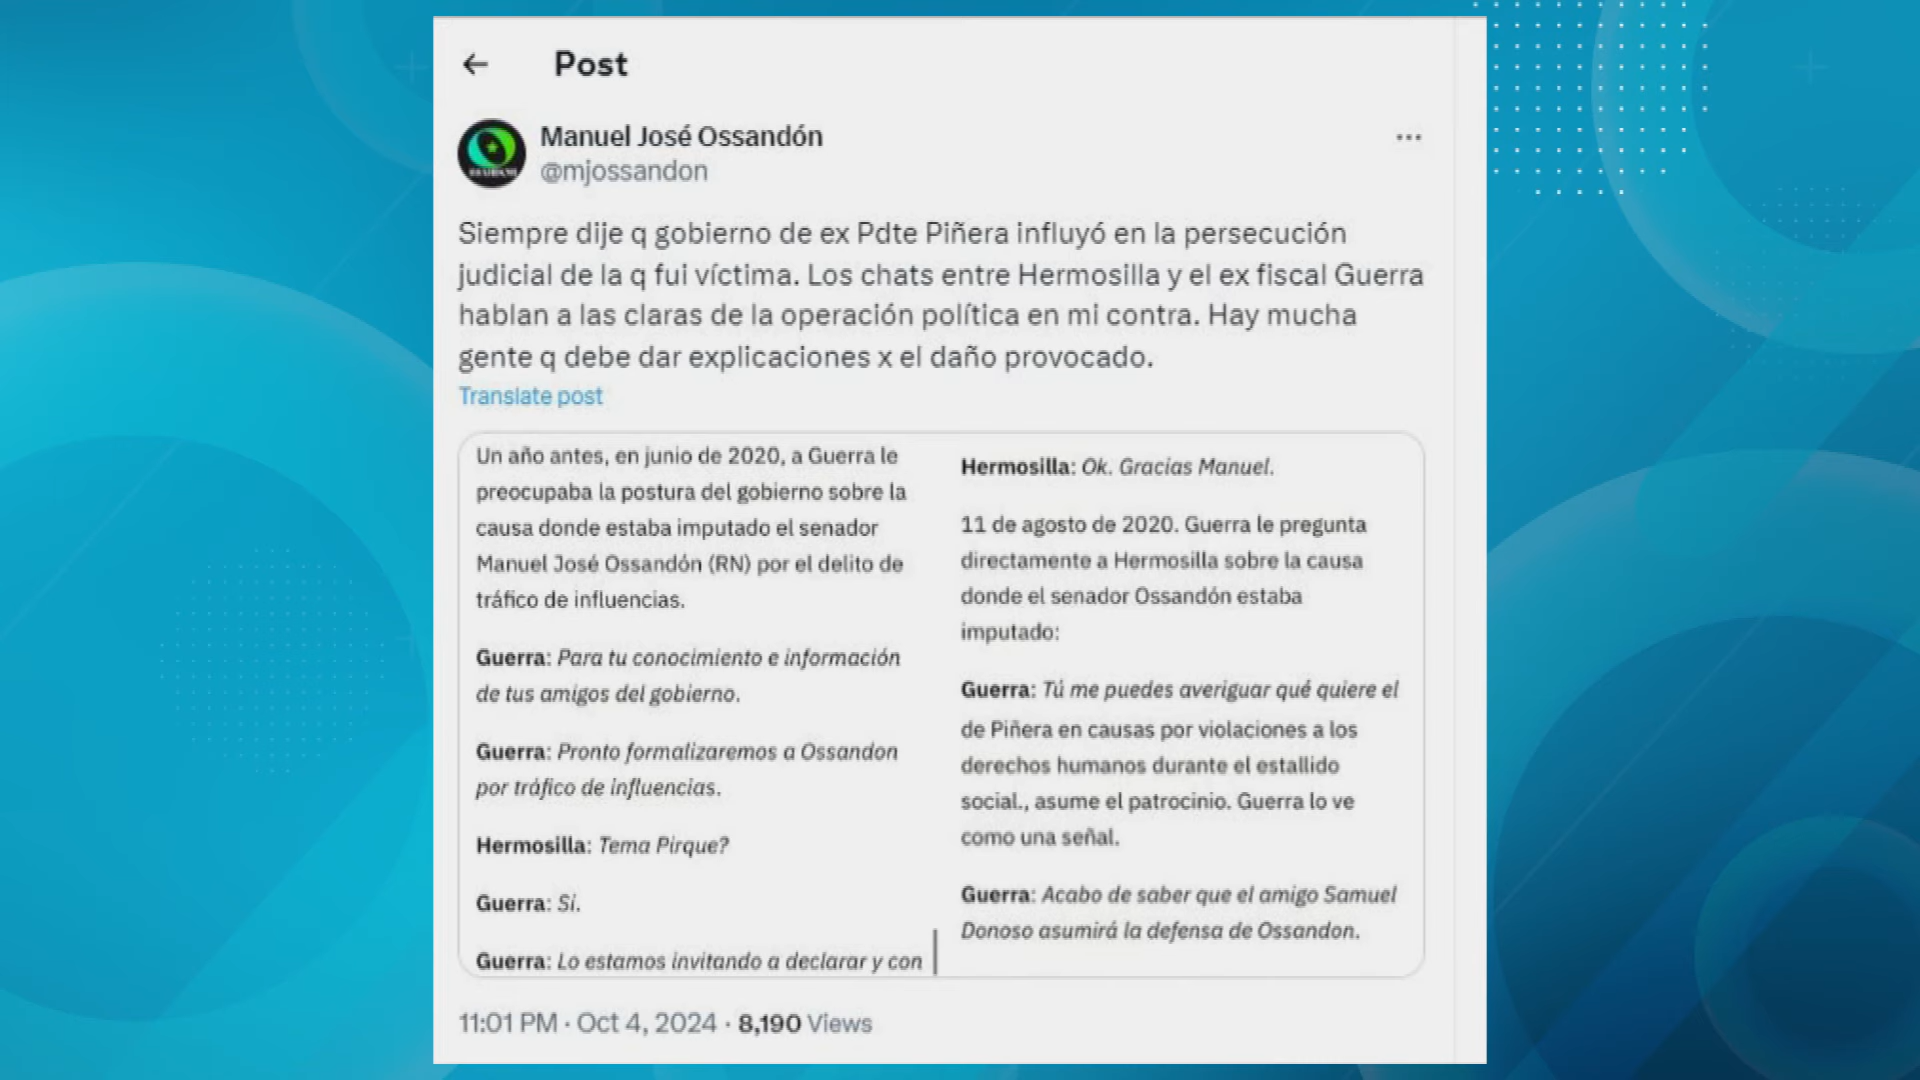 Post
Manuel José Ossandón
@mjossandon
Siempre dije q gobierno de ex Pdte Piñera influyó en la persecución
judicial de la q fui víctima. Los chats entre Hermosilla y el ex fiscal Guerra
hablan a las claras de la operación política en mi contra. Hay mucha
gente q debe dar explicaciones x el daño provocado.
Translate post
Un año antes, en junio de 2020, a Guerra le
preocupaba la postura del gobierno sobre la
causa donde estaba imputado el senador
Manuel José Ossandón (RN) por el delito de
tráfico de influencias.
Guerra: Para tu conocimiento e información
de tus amigos del gobierno.
Guerra: Pronto formalizaremos a Ossandon
por tráfico de influencias.
Hermosilla: Tema Pirque?
Guerra: Si.
Guerra: Lo estamos invitando a declarar y con
Hermosilla: Ok. Gracias Manuel.
11 de agosto de 2020. Guerra le pregunta
directamente a Hermosilla sobre la causa
donde el senador Ossandón estaba
imputado:
Guerra: Tú me puedes averiguar qué quiere el
de Piñera en causas por violaciones a los
derechos humanos durante el estallido
social., asume el patrocinio. Guerra lo ve
como una señal.
Guerra: Acabo de saber que el amigo Samuel
Donoso asumirá la defensa de Ossandon.
11:01 PM · Oct 4, 2024 · 8,190 Views